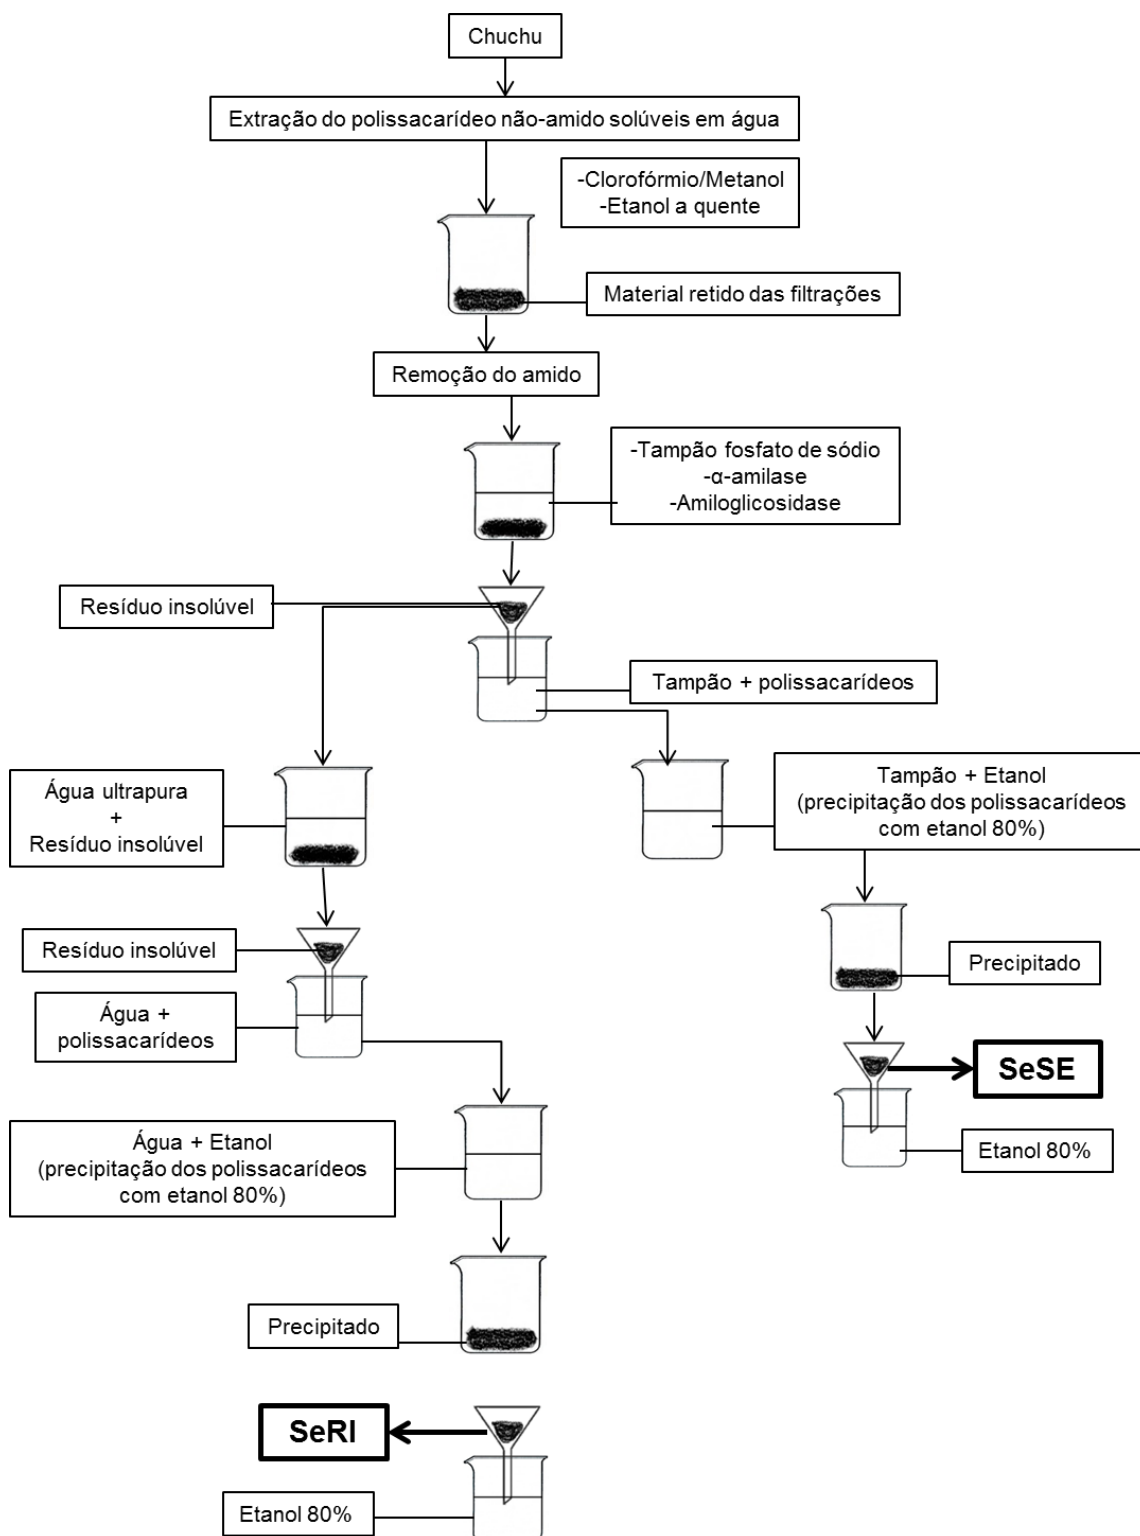 Chuchu
Extração do polissacarídeo não-amido solúveis em água
-Clorofórmio/Metanol
-Etanol a quente
Material retido das filtrações
Remoção do amido
-Tampão fosfato de sódio
-α-amilase
-Amiloglicosidase
Resíduo insolúvel
Tampão + polissacarídeos
Água ultrapura
+
Resíduo insolúvel
Tampão + Etanol
(precipitação dos polissacarídeos
com etanol 80%)
Resíduo insolúvel
Precipitado
Água +
polissacarídeos
SeSE
Etanol 80%
Água + Etanol
(precipitação dos polissacarídeos
com etanol 80%)
Precipitado
SeRI
Etanol 80%